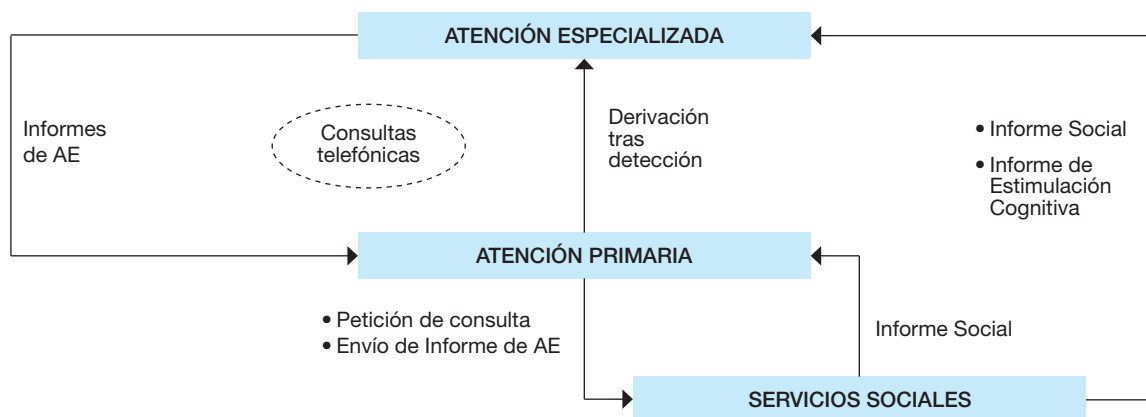 ATENCIÓN ESPECIALIZADA
Informes
de AE
Consultas
telefónicas
Derivación
tras
detección
• Informe Social
• Informe de
Estimulación
Cognitiva
ATENCIÓN PRIMARIA
• Petición de consulta
• Envío de Informe de AE
Informe Social
SERVICIOS SOCIALES